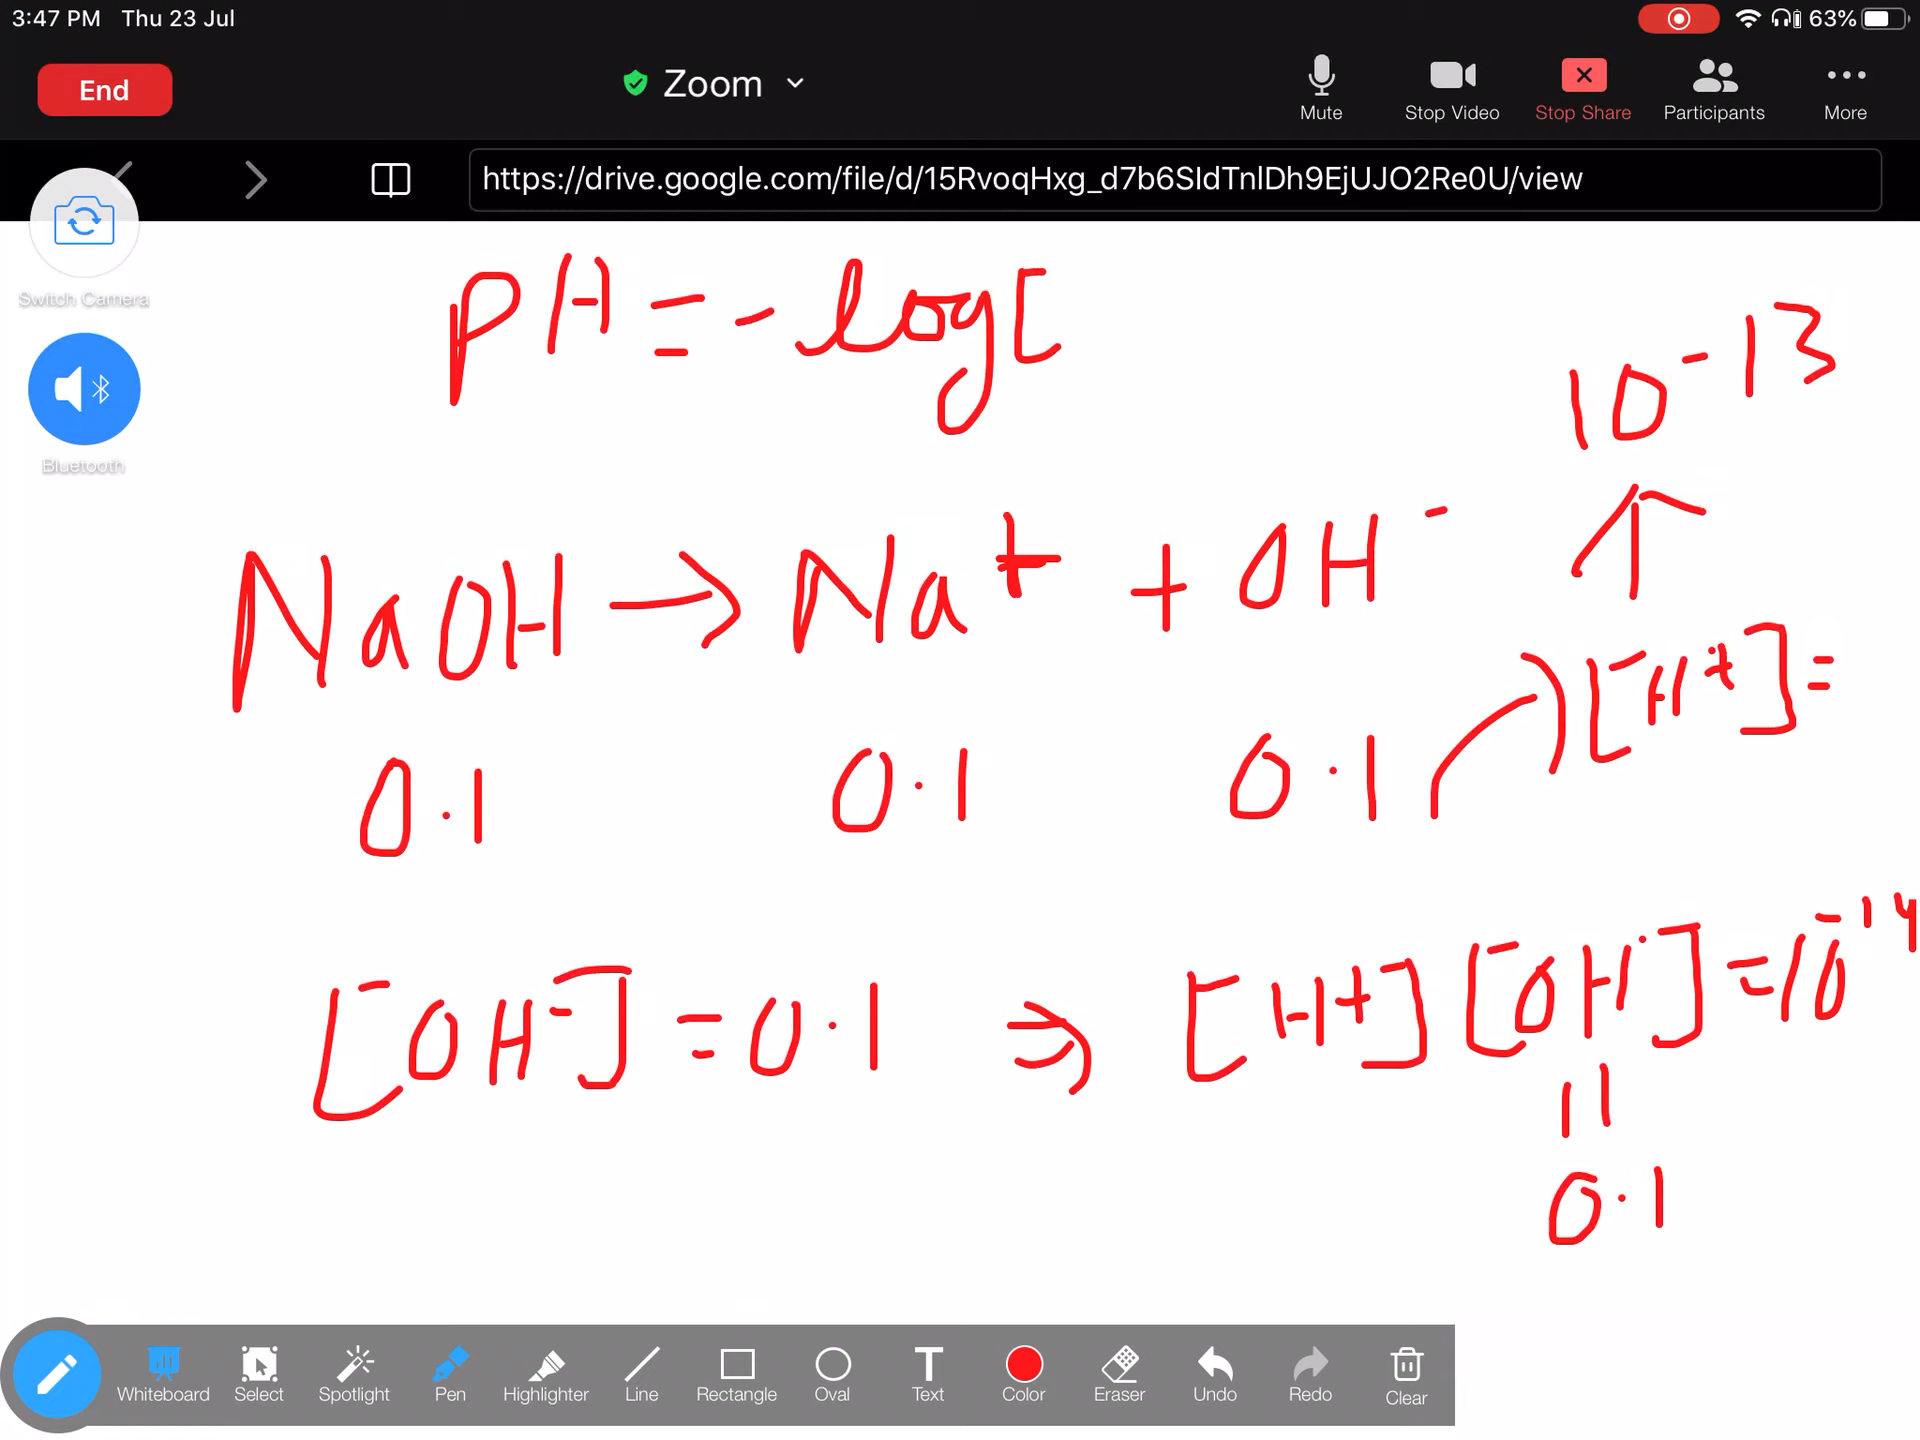 3:47 PM Thu 23 Jul 63%
End Zoom Mute Stop Video Stop Share Participants More
https://drive.google.com/file/d/15RvoqHxg_d7b6SIdTnlDh9EjUJO2Re0U/view
Switch Camera
Bluetooth
PH = - log [
10^-13
NaOH → Na⁺ + OH⁻ ↑
[H⁺] =
0.1 0.1 0.1
[OH⁻] = 0.1 ⇒ [H⁺] [OH⁻] = 10^-14
11
0.1
Whiteboard Select Spotlight Pen Highlighter Line Rectangle Oval Text Color Eraser Undo Redo Clear